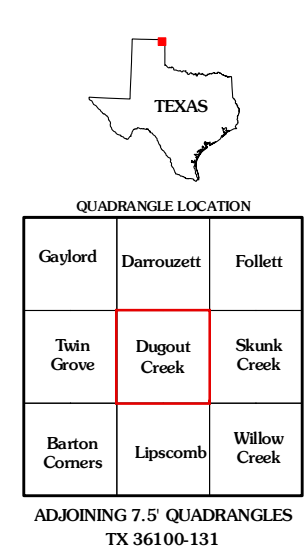 TEXAS
QUADRANGLE LOCATION
Gaylord
Darrouzett
Follett
Twin
Grove
Dugout
Creek
Skunk
Creek
Barton
Corners
Lipscomb
Willow
Creek
ADJOINING 7.5' QUADRANGLES
TX 36100-131